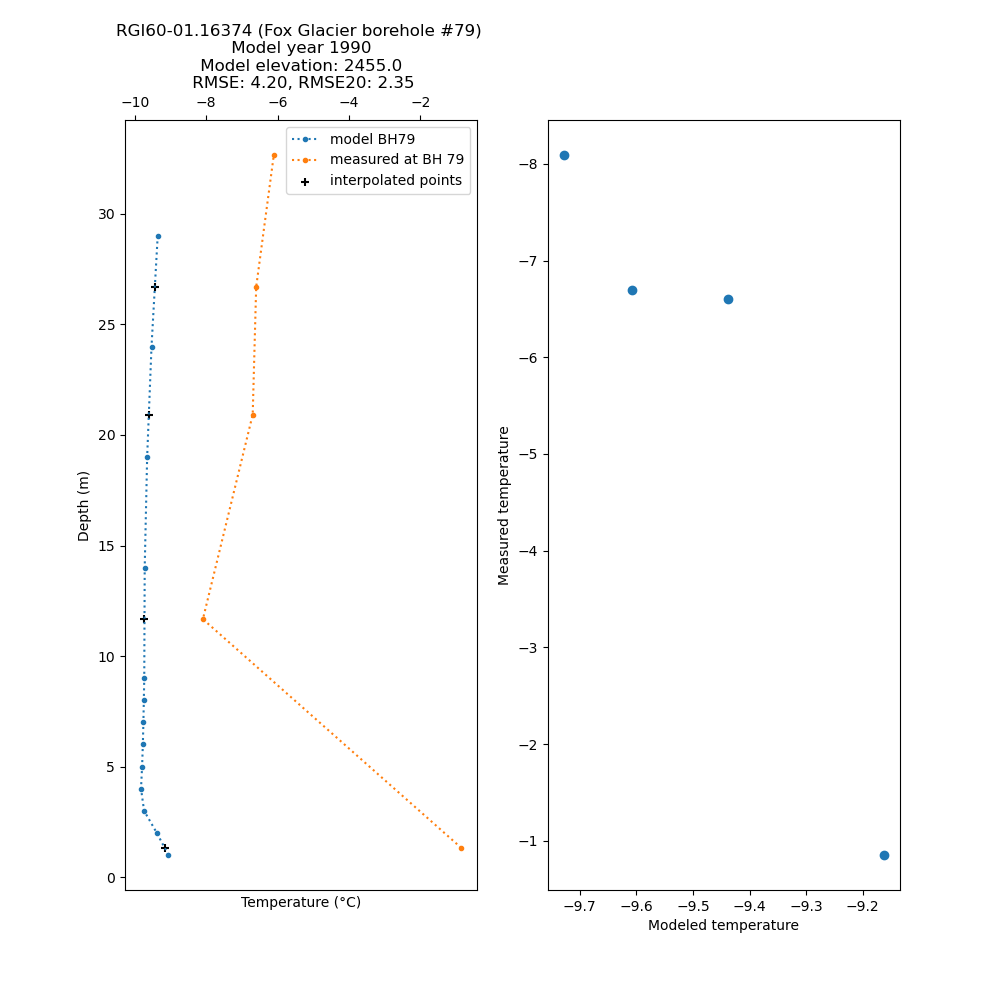 RGI60-01.16374 (Fox Glacier borehole #79)
Model year 1990
Model elevation: 2455.0
RMSE: 4.20, RMSE20: 2.35
−10 −8 −6 −4 −2
model BH79
measured at BH 79
interpolated points
30
25
20
15
10
5
0
Depth (m)
Temperature (°C)
−8
−7
−6
−5
−4
−3
−2
−1
Measured temperature
−9.7 −9.6 −9.5 −9.4 −9.3 −9.2
Modeled temperature